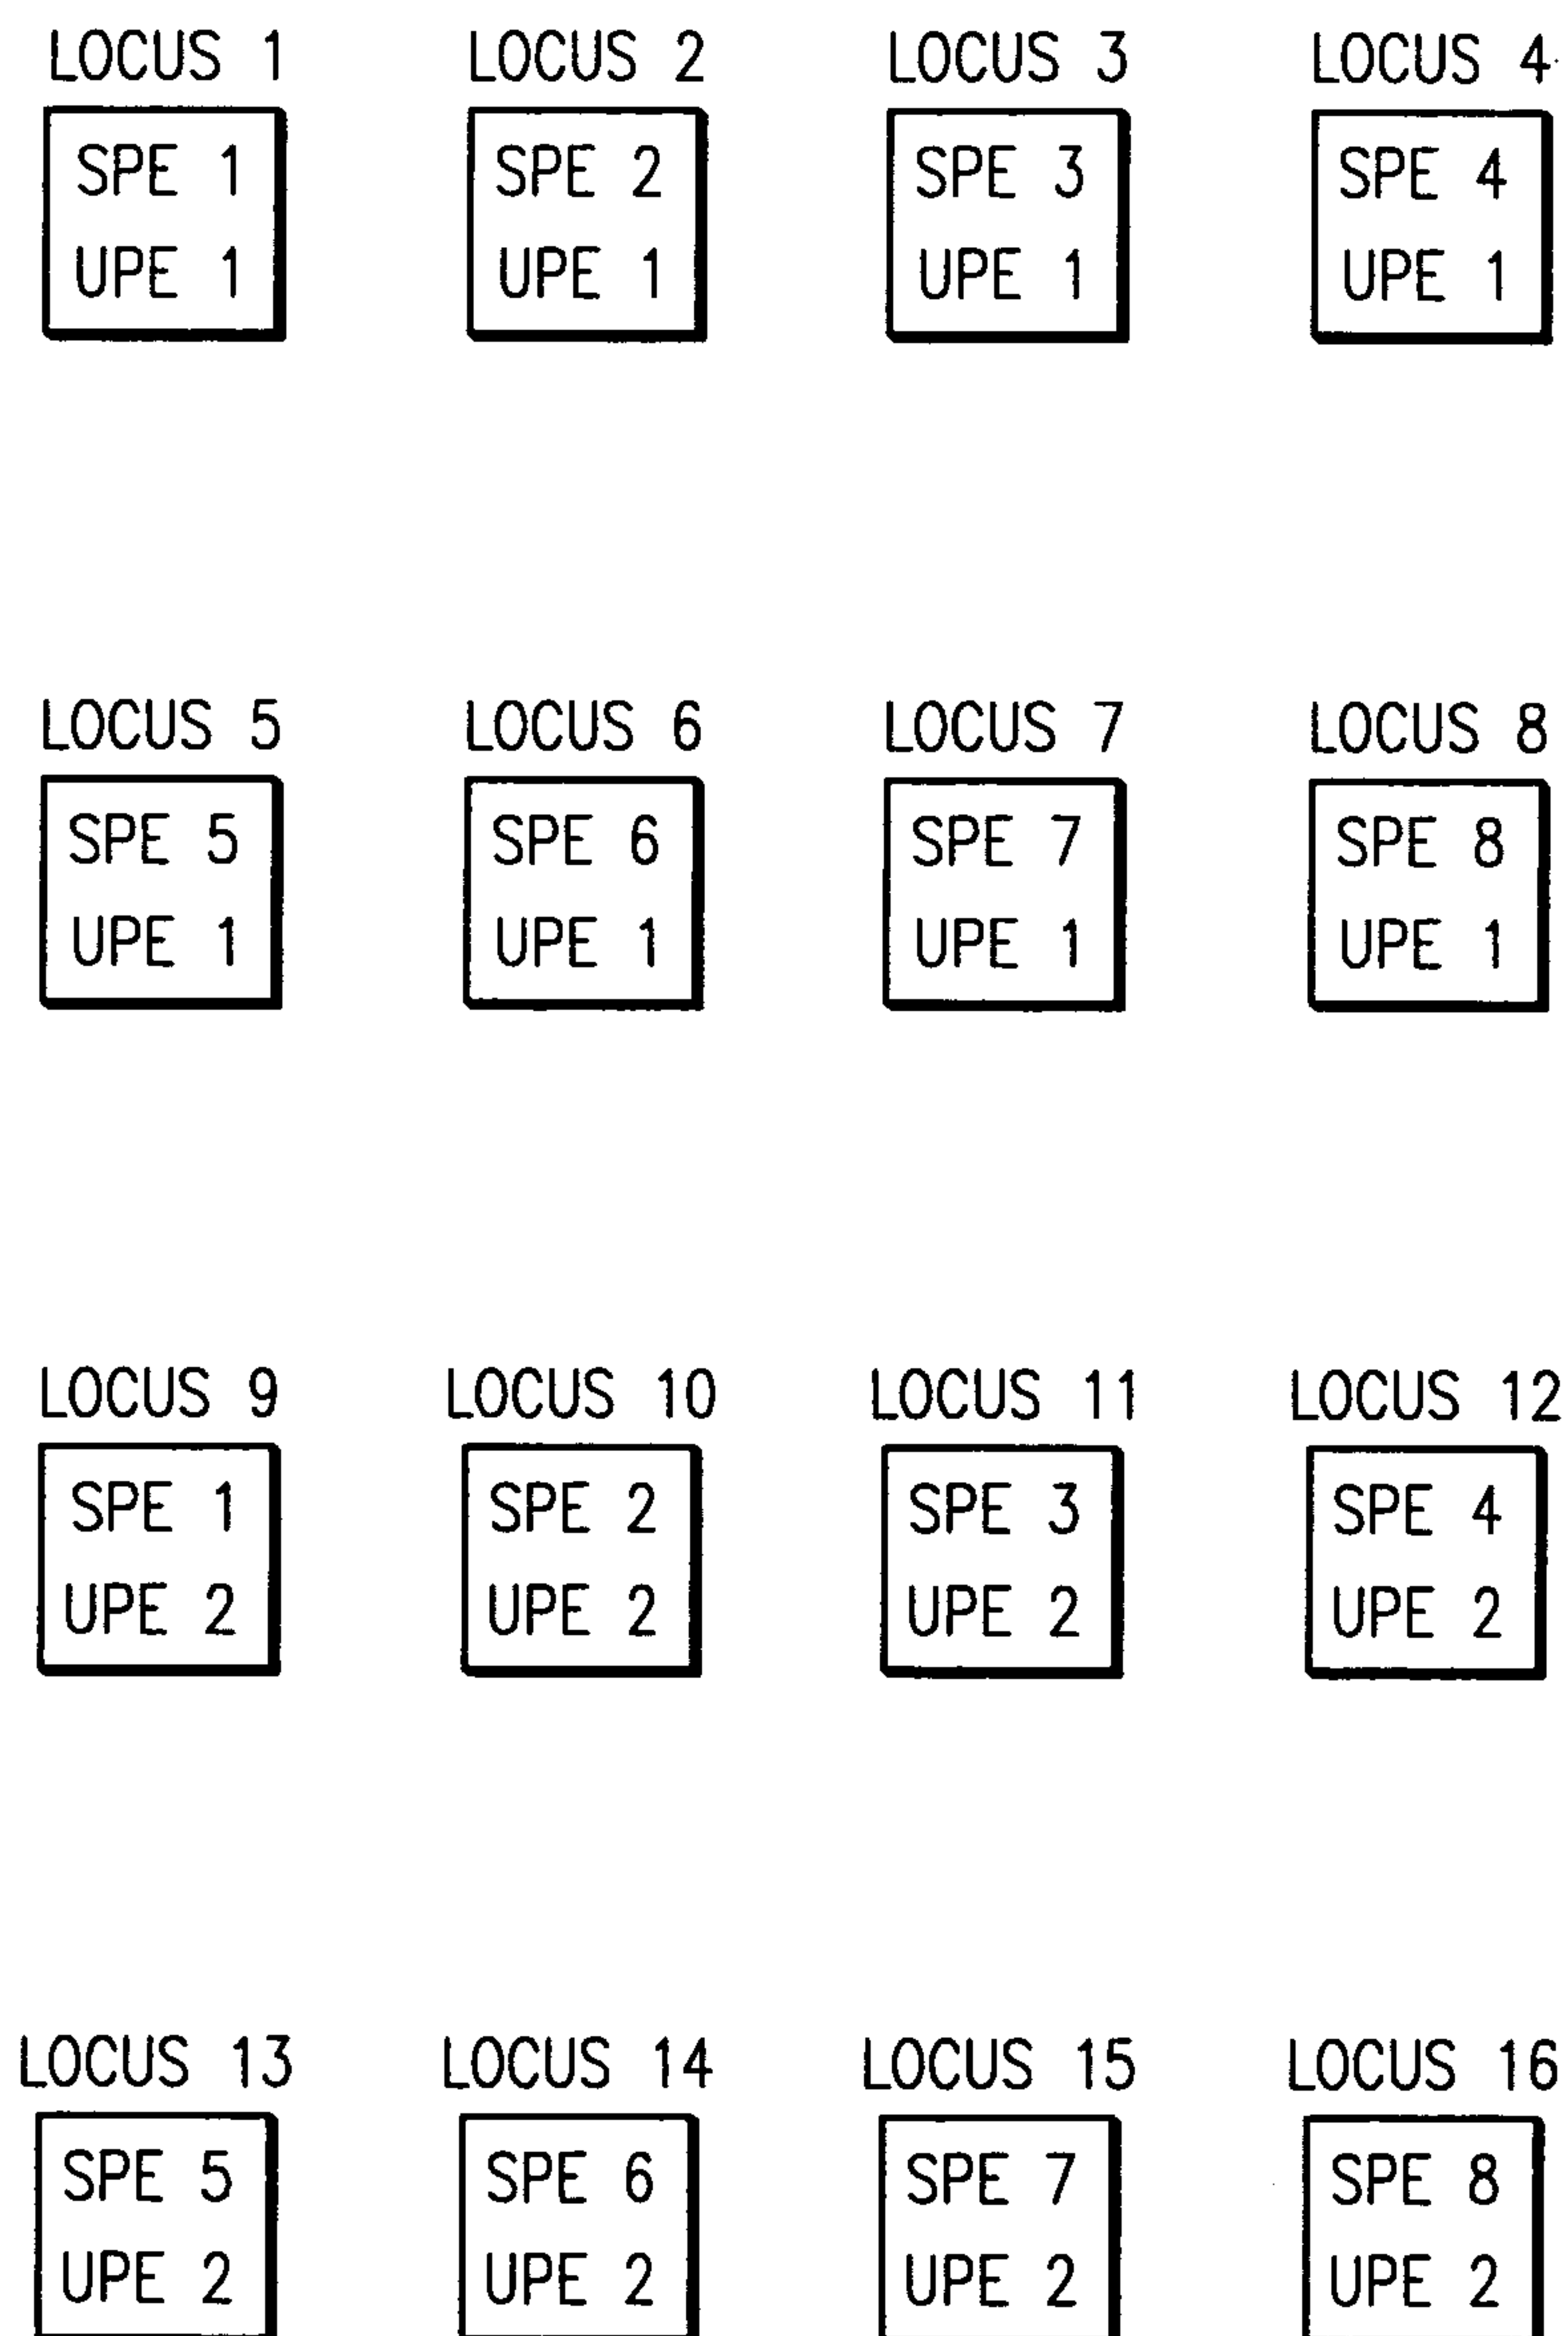 LOCUS 1 LOCUS 2 LOCUS 3 LOCUS 4
SPE 1 SPE 2 SPE 3 SPE 4
UPE 1 UPE 1 UPE 1 UPE 1
LOCUS 5 LOCUS 6 LOCUS 7 LOCUS 8
SPE 5 SPE 6 SPE 7 SPE 8
UPE 1 UPE 1 UPE 1 UPE 1
LOCUS 9 LOCUS 10 LOCUS 11 LOCUS 12
SPE 1 SPE 2 SPE 3 SPE 4
UPE 2 UPE 2 UPE 2 UPE 2
LOCUS 13 LOCUS 14 LOCUS 15 LOCUS 16
SPE 5 SPE 6 SPE 7 SPE 8
UPE 2 UPE 2 UPE 2 UPE 2